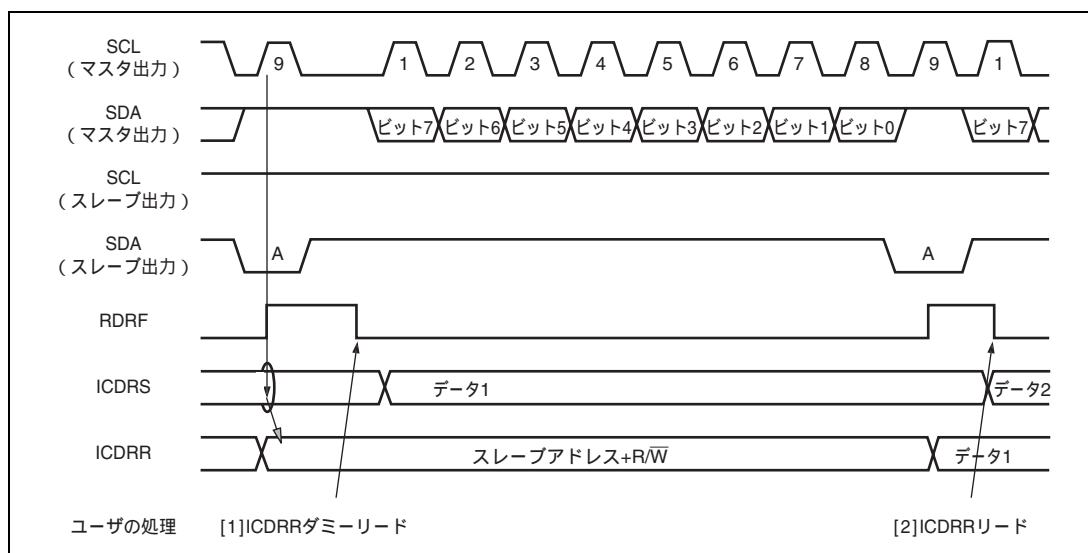 SCL
(マスタ出力)
9 1 2 3 4 5 6 7 8 9 1
SDA
(マスタ出力)
ビット7 ビット6 ビット5 ビット4 ビット3 ビット2 ビット1 ビット0 ビット7
SCL
(スレーブ出力)
SDA
(スレーブ出力)
A A
RDRF
ICDRS
データ1 データ2
ICDRR
スレーブアドレス+R/W̅ データ1
ユーザの処理 [1]ICDRRダミーリード [2]ICDRRリード